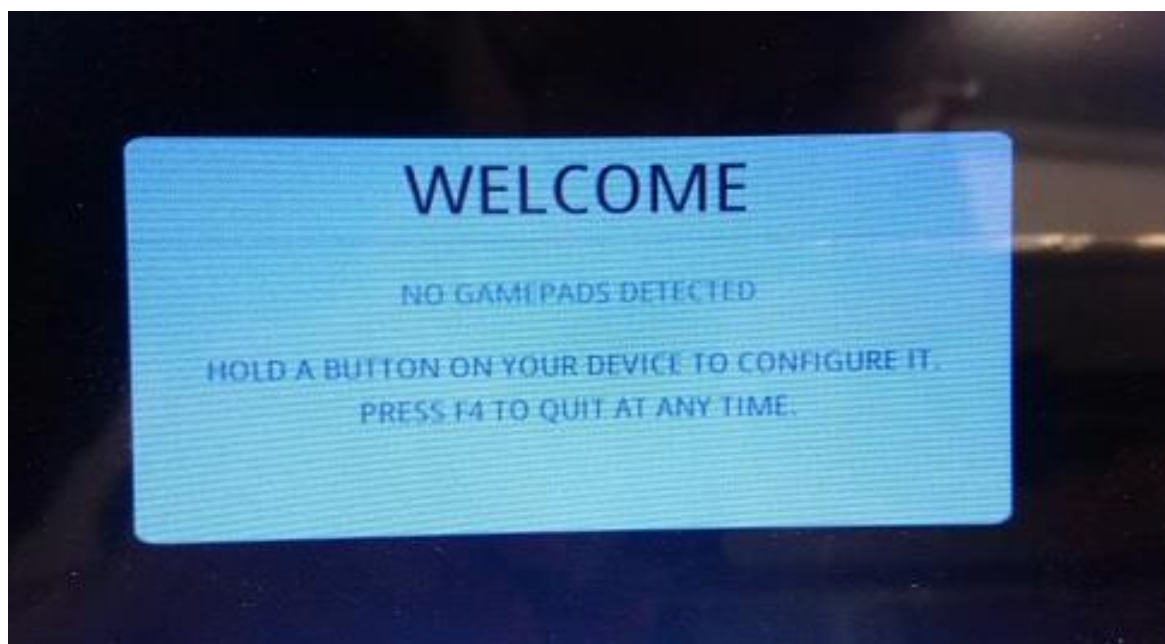 WELCOME
NO GAMEPADS DETECTED
HOLD A BUTTON ON YOUR DEVICE TO CONFIGURE IT.
PRESS F4 TO QUIT AT ANY TIME.